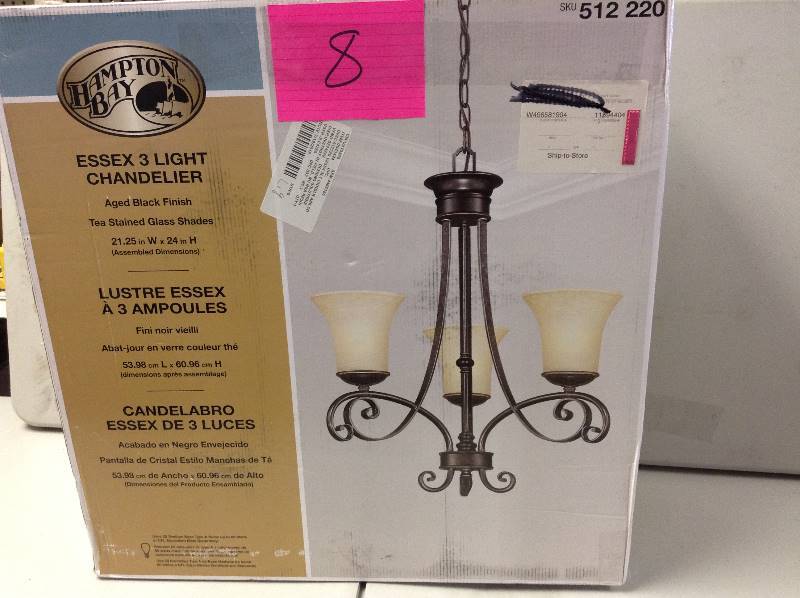 HAMPTON
BAY
8
SKU 512 220
W496581994
11894404
Ship-to-Store
ESSEX 3 LIGHT
CHANDELIER
Aged Black Finish
Tea Stained Glass Shades
21.25 in W x 24 in H
(Assembled Dimensions)
LUSTRE ESSEX
À 3 AMPOULES
Fini noir vieilli
Abat-jour en verre couleur thé
53.98 cm L x 60.96 cm H
(dimensions après assemblage)
CANDELABRO
ESSEX DE 3 LUCES
Acabado en Negro Envejecido
Pantalla de Cristal Estilo Manchas de Té
53.98 cm de Ancho x 60.96 cm de Alto
(Dimensiones del Producto Ensamblado)